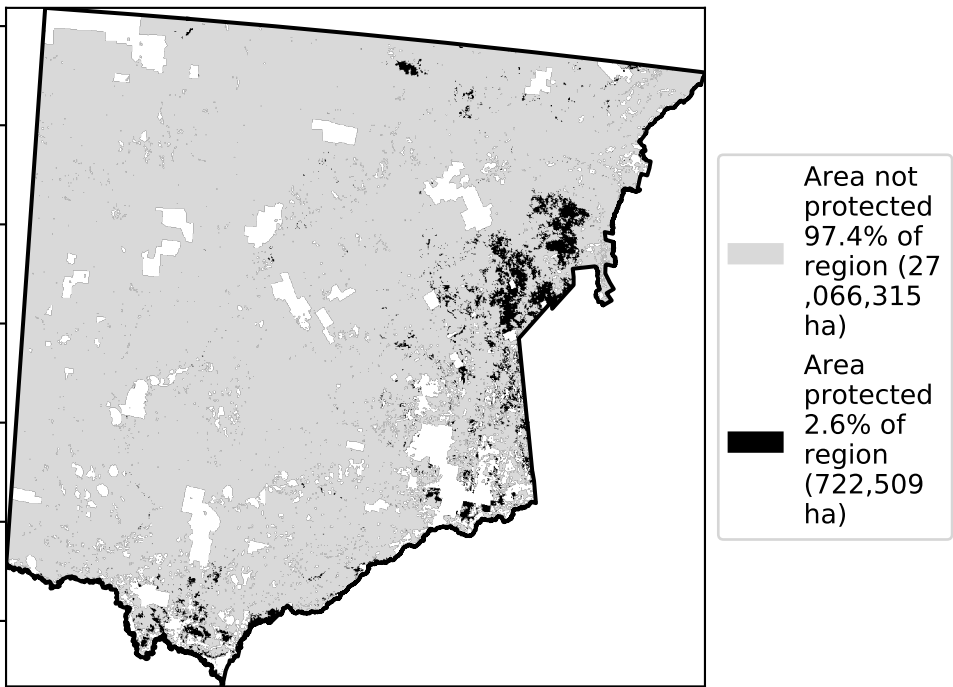 Area not
protected
97.4% of
region (27
,066,315
ha)
Area
protected
2.6% of
region
(722,509
ha)